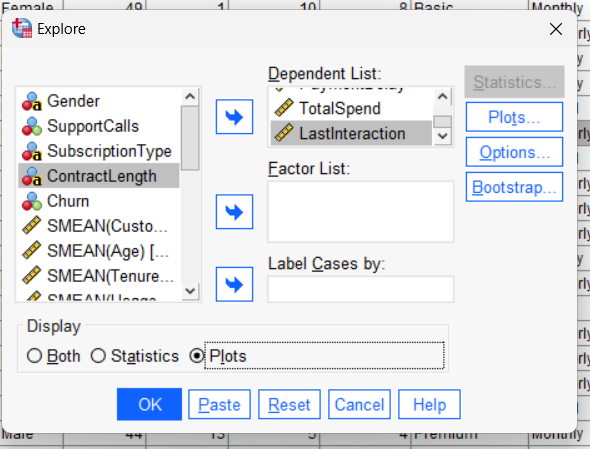 Female 49 1 10 8 Basic Monthly
Explore
Dependent List:
TotalSpend
LastInteraction
Statistics...
Plots...
Options...
Bootstrap...
Gender
SupportCalls
SubscriptionType
ContractLength
Churn
SMEAN(Custo...
SMEAN(Age) [...
SMEAN(Tenure...
SMEAN(Usage
Factor List:
Label Cases by:
Display
Both Statistics Plots
OK Paste Reset Cancel Help
Male 44 13 5 4 Premium Monthly